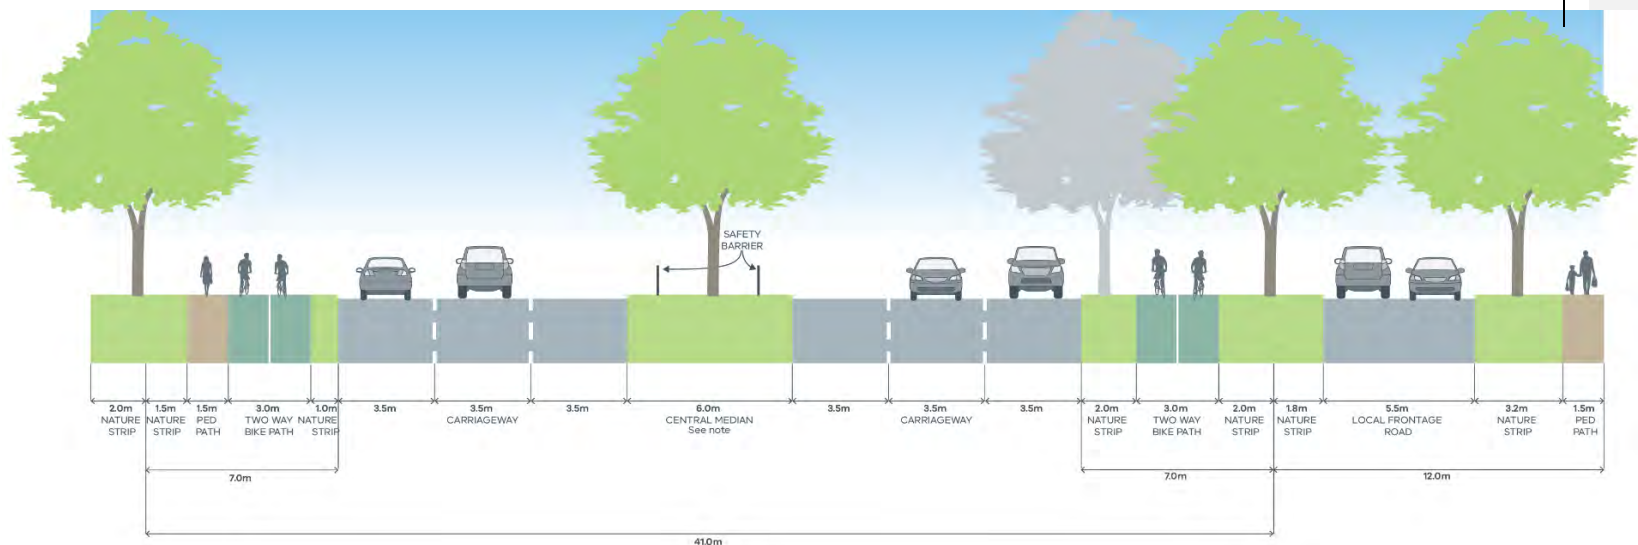 SAFETY
BARRIER
2.0m
NATURE
STRIP
1.5m
NATURE
STRIP
1.5m
PED
PATH
3.0m
TWO WAY
BIKE PATH
1.0m
NATURE
STRIP
3.5m
3.5m
CARRIAGEWAY
3.5m
6.0m
CENTRAL MEDIAN
See note
3.5m
3.5m
CARRIAGEWAY
3.5m
2.0m
NATURE
STRIP
3.0m
TWO WAY
BIKE PATH
2.0m
NATURE
STRIP
1.8m
NATURE
STRIP
5.5m
LOCAL FRONTAGE
ROAD
3.2m
NATURE
STRIP
1.5m
PED
PATH
7.0m
7.0m
12.0m
41.0m